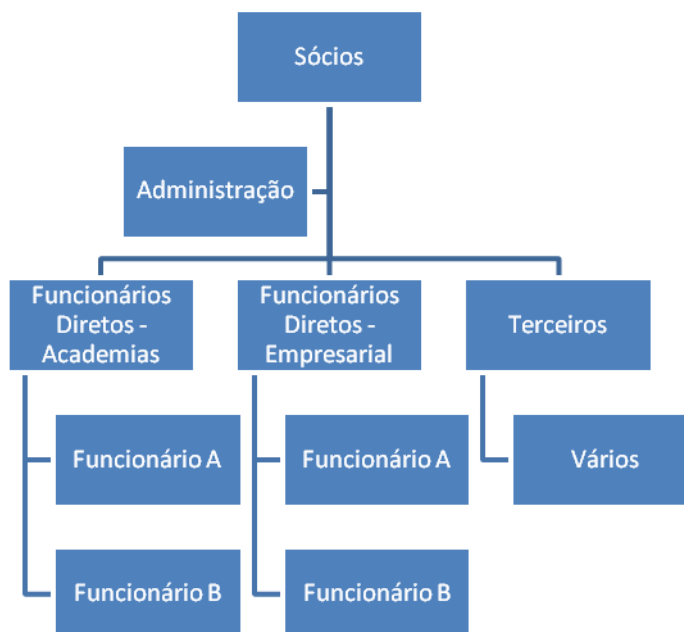 Sócios
Administração
Funcionários
Diretos -
Academias
Funcionários
Diretos -
Empresarial
Terceiros
Funcionário A
Funcionário A
Vários
Funcionário B
Funcionário B